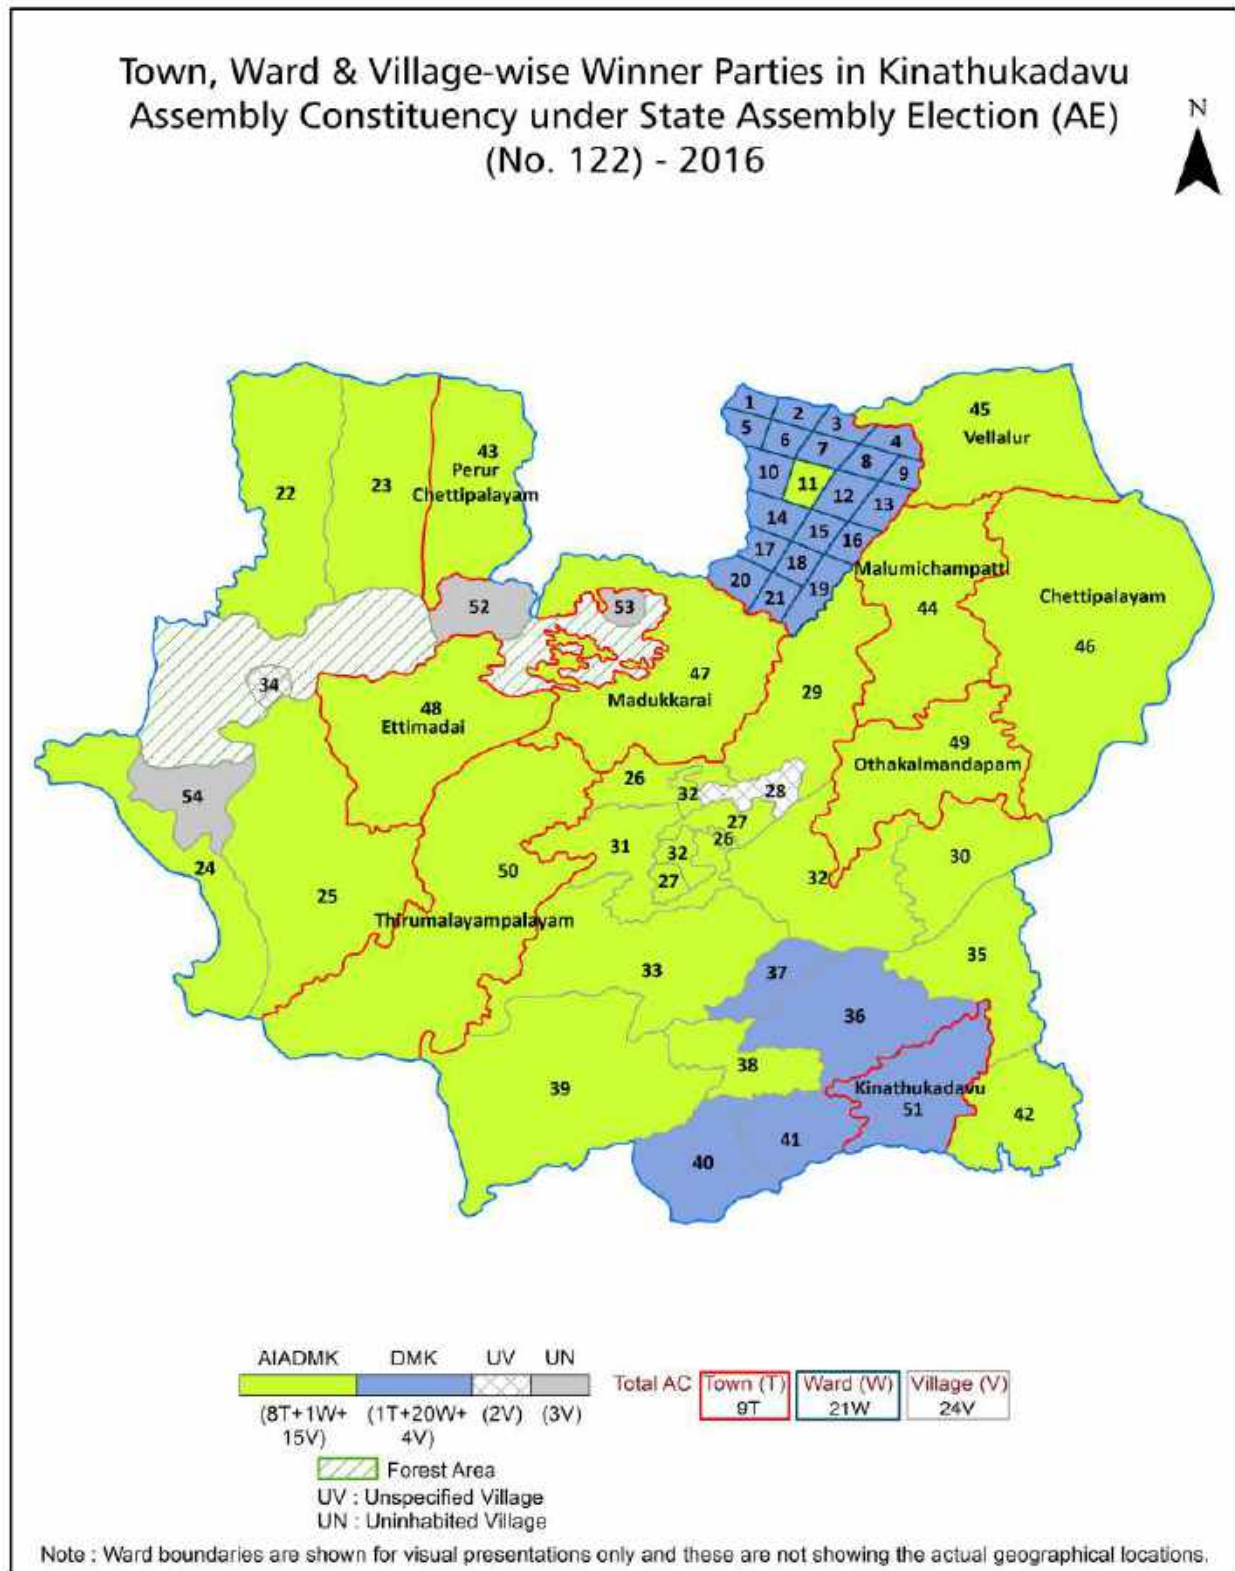 Town, Ward & Village-wise Winner Parties in Kinathukadavu
Assembly Constituency under State Assembly Election (AE)
(No. 122) - 2016
N
1
2
3
4
5
6
7
8
9
10
11
12
13
14
15
16
17
18
19
20
21
45
Vellalur
43
Perur
Chettipalayam
22
23
Malumichampatti
44
Chettipalayam
46
52
53
34
47
Madukkarai
29
48
Ettimadai
49
Othakalmandapam
54
26
32
28
27
26
31
32
27
32
30
24
25
50
Thirumalayampalayam
33
37
35
36
38
39
Kinathukadavu
51
42
40
41
AIADMK DMK UV UN
(8T+1W+ (1T+20W+ (2V) (3V)
15V) 4V)
Total AC Town (T) Ward (W) Village (V)
9T 21W 24V
Forest Area
UV : Unspecified Village
UN : Uninhabited Village
Note : Ward boundaries are shown for visual presentations only and these are not showing the actual geographical locations.